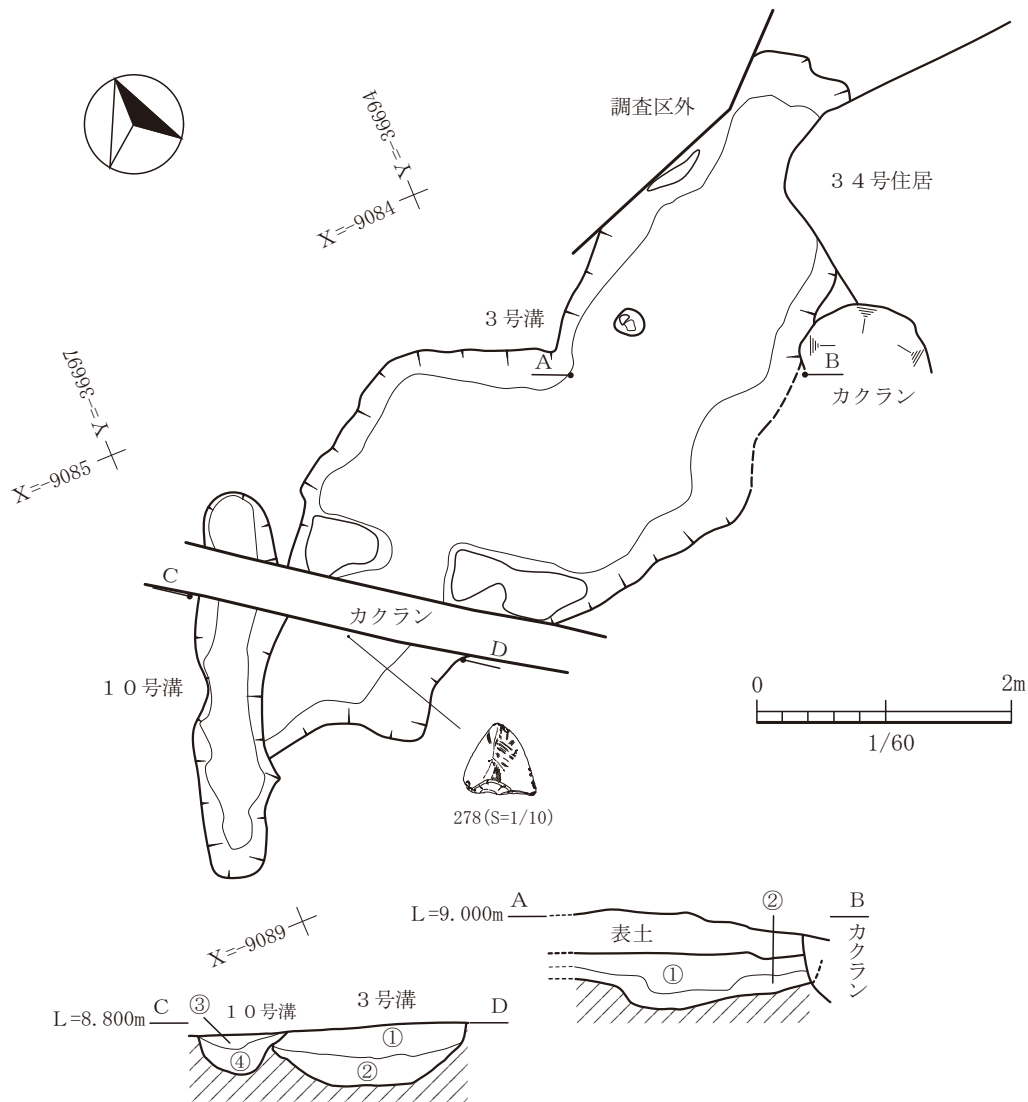 調査区外
Y=-36694
X=-9084
３４号住居
３号溝
A
B
カクラン
Y=-36697
X=-9085
C
カクラン
D
１０号溝
0
2m
1/60
278(S=1/10)
X=-9089
L=9.000m
A
②
B
表土
カクラン
①
L=8.800m
C
③
１０号溝
３号溝
D
①
④
②